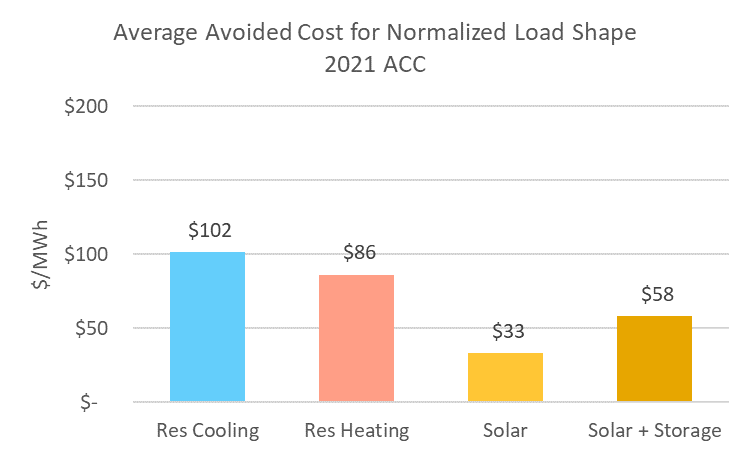 Average Avoided Cost for Normalized Load Shape
2021 ACC
$/MWh
$200
$150
$100
$50
$-
$102
$86
$33
$58
Res Cooling
Res Heating
Solar
Solar + Storage